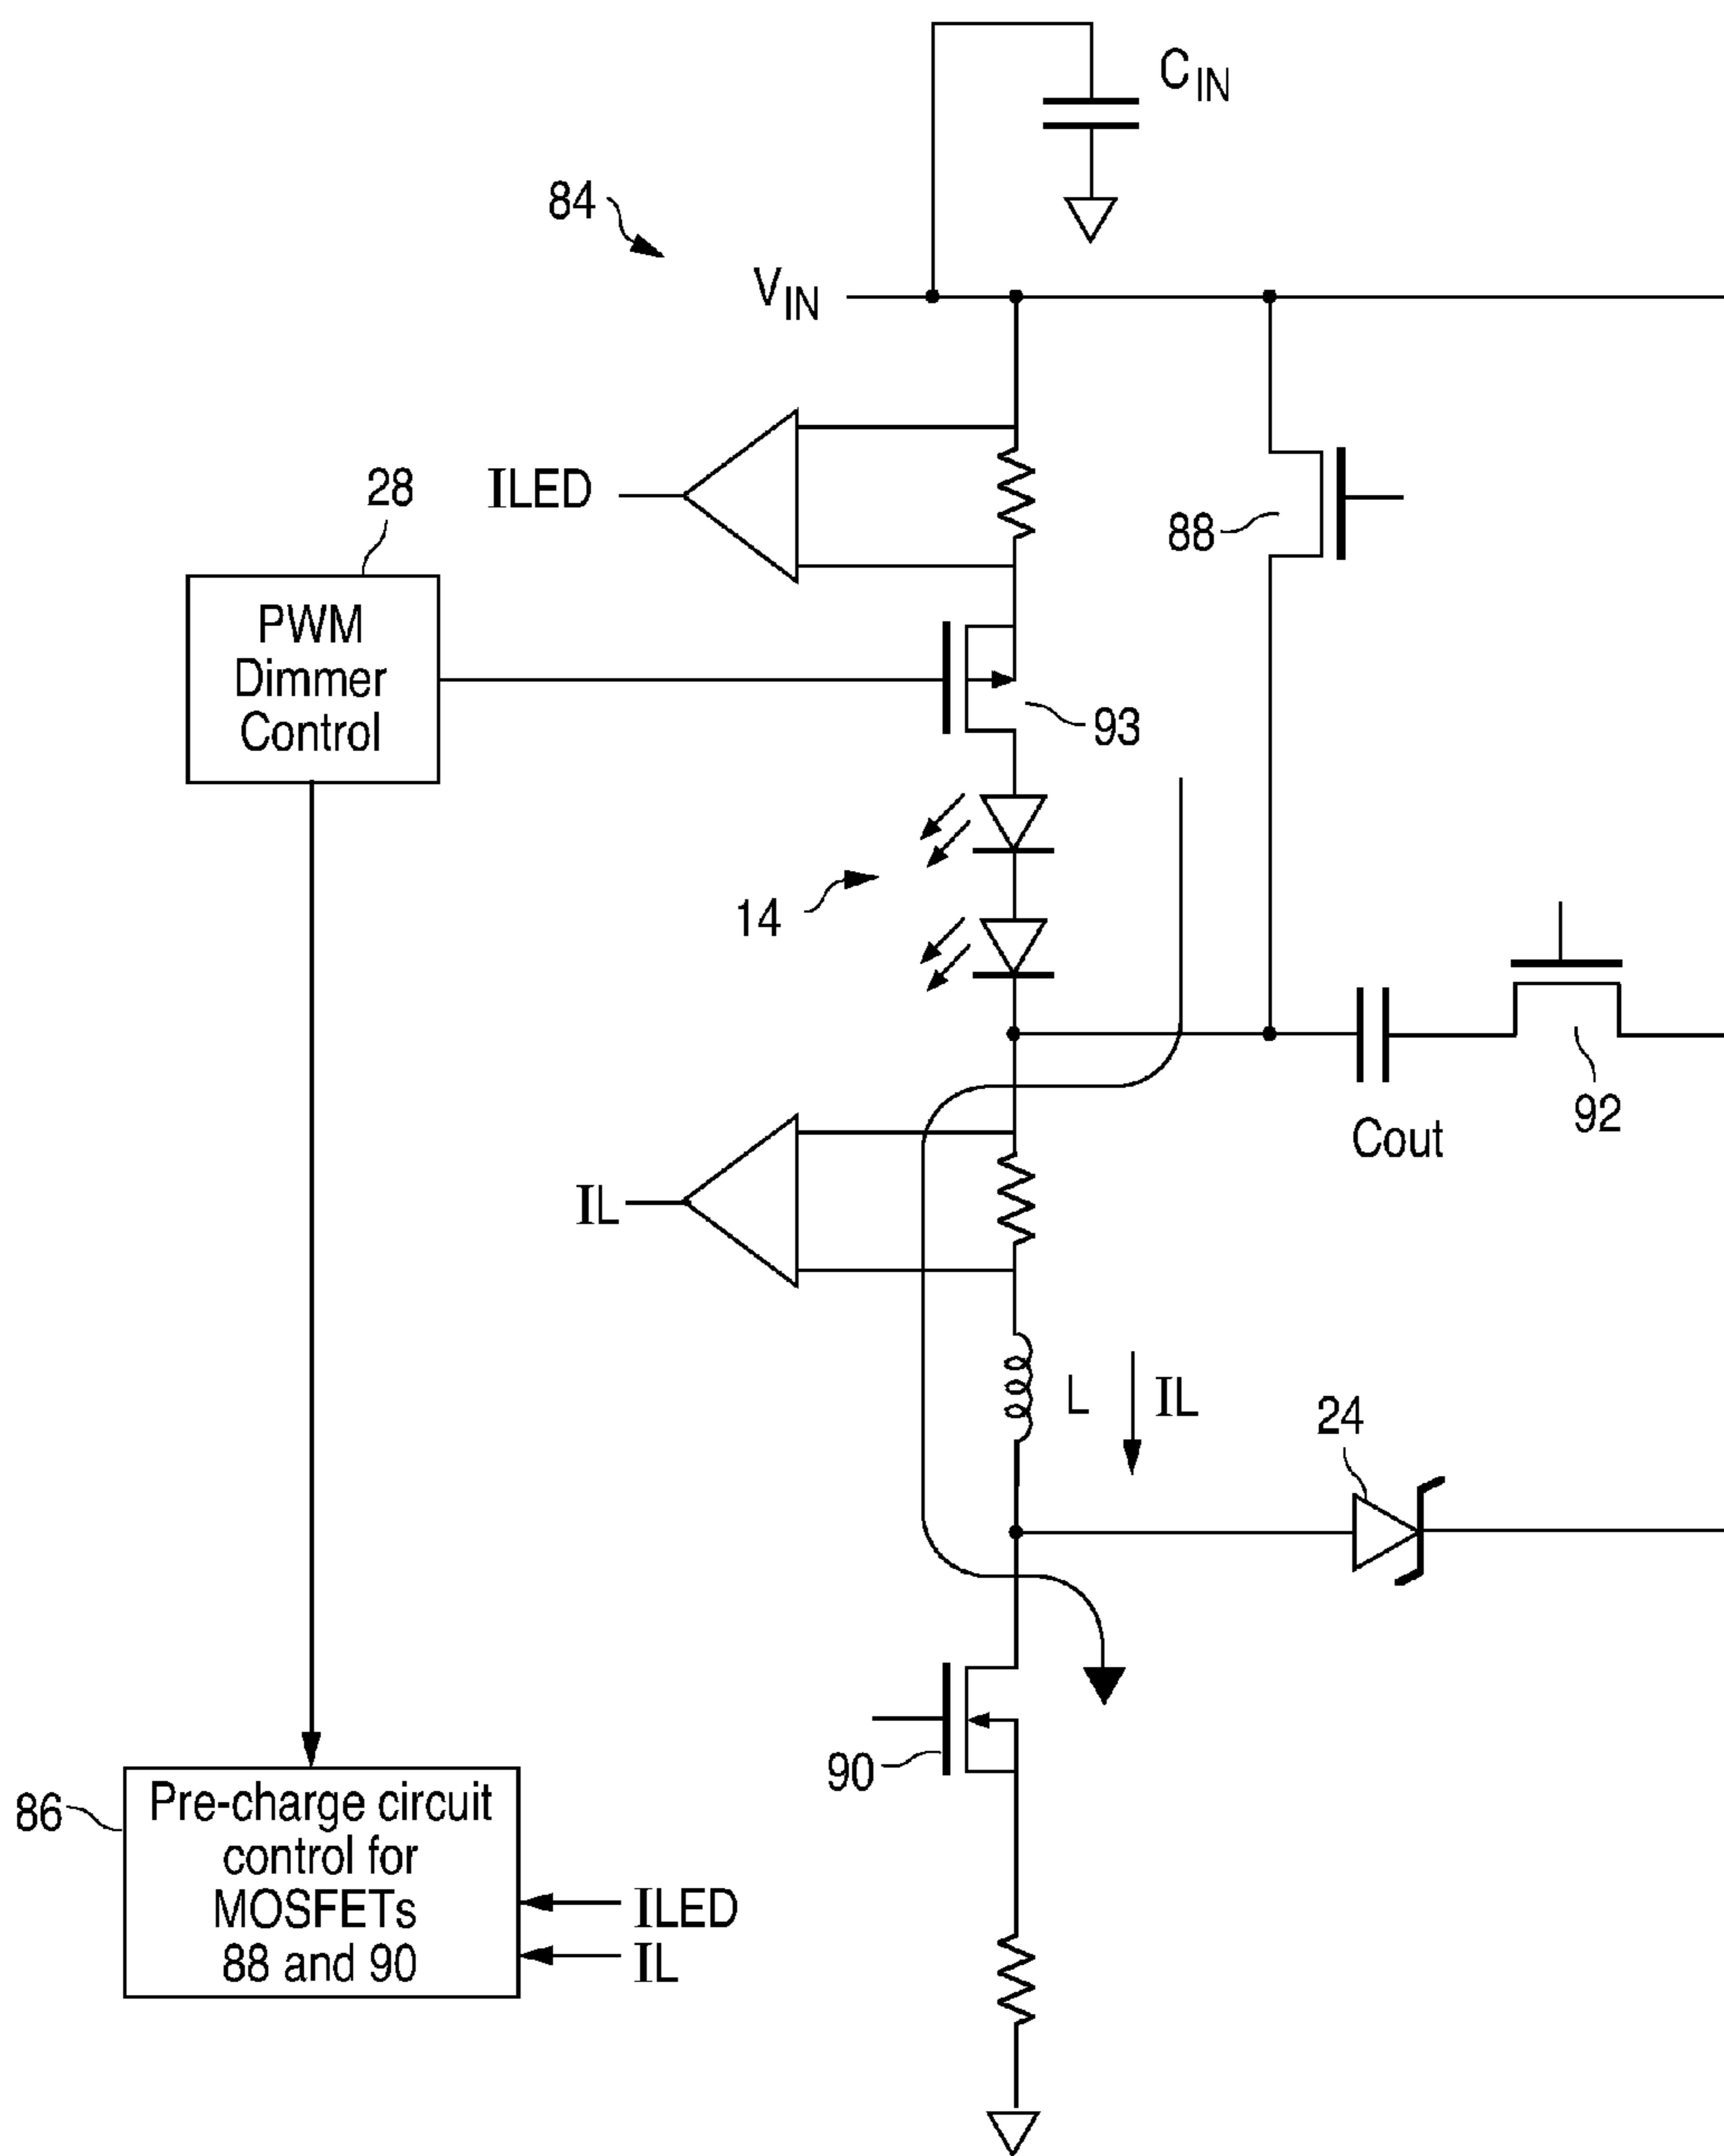 C_IN
84
V_IN
28
ILED
88
PWM
Dimmer
Control
93
14
92
Cout
IL
L
IL
24
90
86
Pre-charge circuit
control for
MOSFETs
88 and 90
ILED
IL